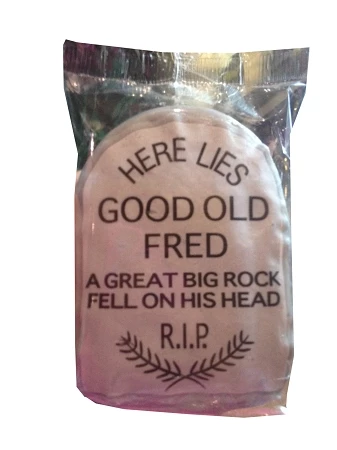 HERE LIES
GOOD OLD
FRED
A GREAT BIG ROCK
FELL ON HIS HEAD
R.I.P.